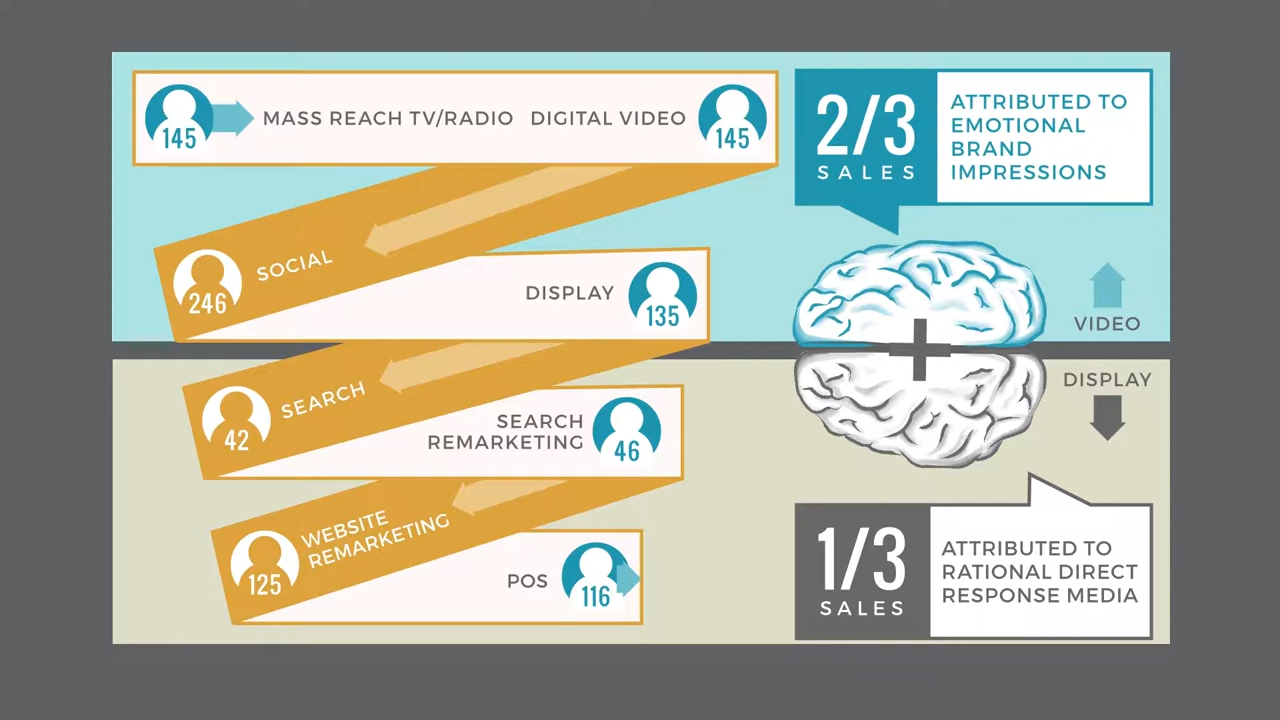 145
MASS REACH TV/RADIO
DIGITAL VIDEO
145
246
SOCIAL
DISPLAY
135
42
SEARCH
SEARCH
REMARKETING
46
125
WEBSITE
REMARKETING
POS
116
2/3
SALES
ATTRIBUTED TO
EMOTIONAL
BRAND
IMPRESSIONS
VIDEO
DISPLAY
1/3
SALES
ATTRIBUTED TO
RATIONAL DIRECT
RESPONSE MEDIA